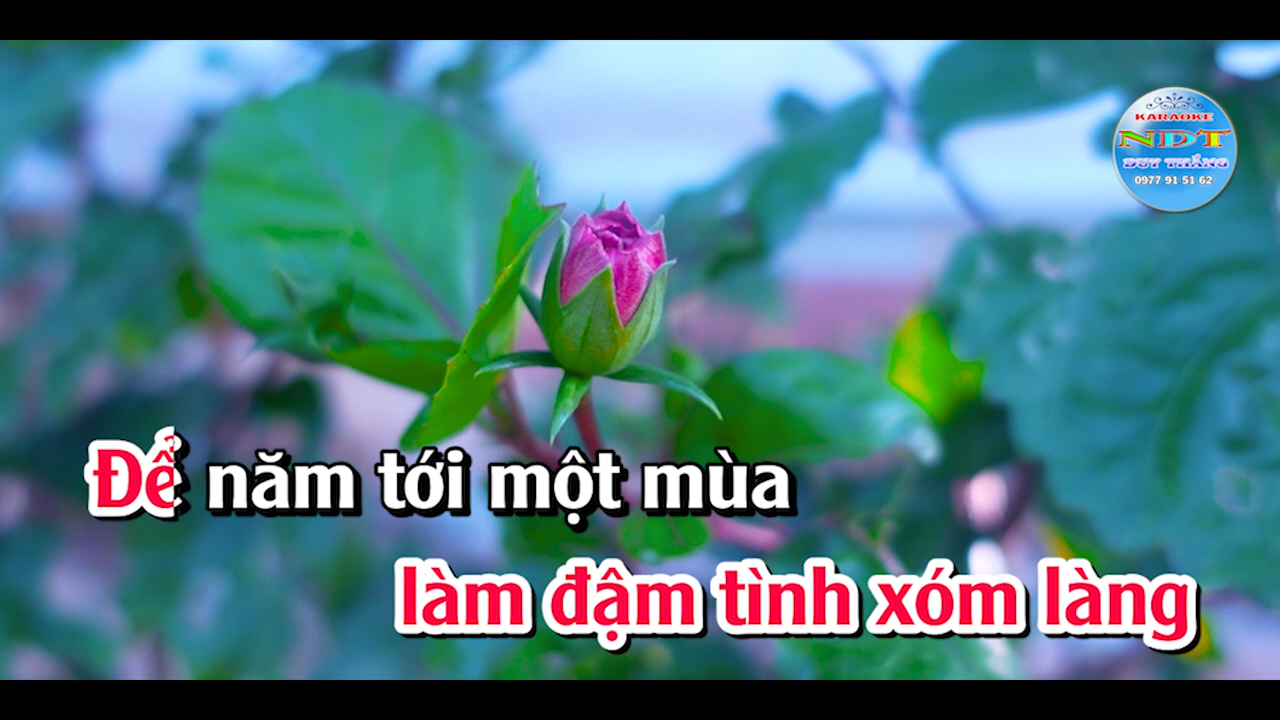 KARAOKE
NDT
DUY THẮNG
0977 91 51 62
Để năm tới một mùa
làm đậm tình xóm làng